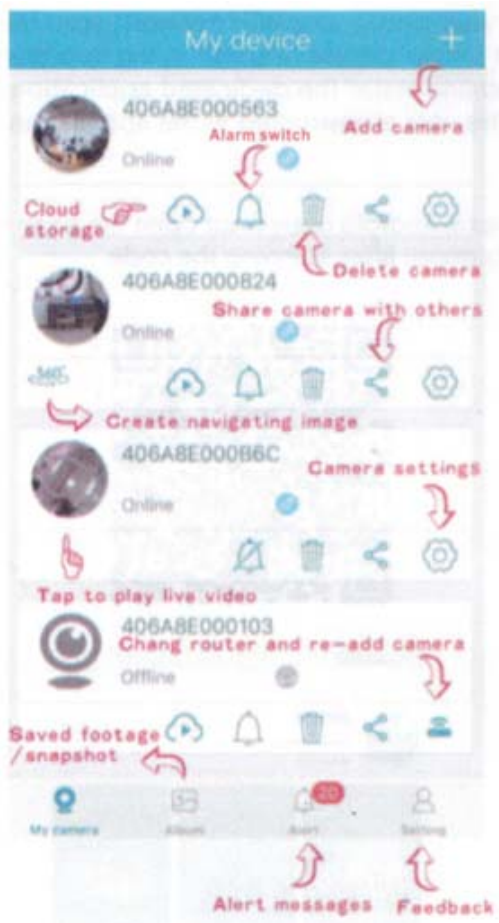 My device
406A8E000563
Alarm switch
Add camera
Online
Cloud
storage
Delete camera
406A8E000824
Share camera with others
Online
360°
Create navigating image
406A8E000B6C
Camera settings
Online
Tap to play live video
406A8E000103
Chang router and re-add camera
Offline
Saved footage
/snapshot
20
My camera
Album
Alert
Setting
Alert messages
Feedback